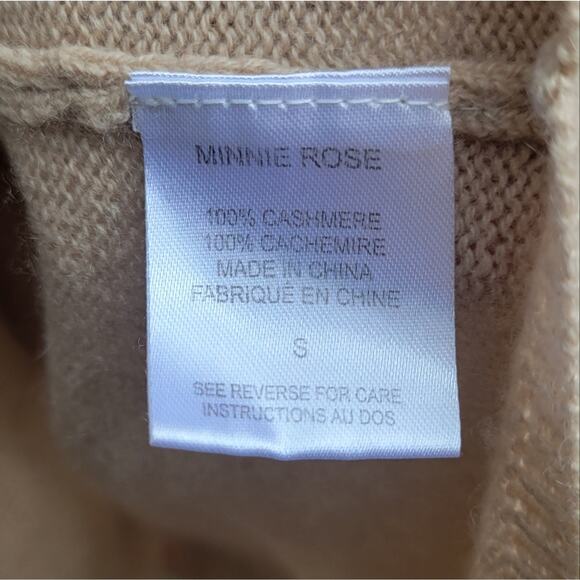 MINNIE ROSE
100% CASHMERE
100% CACHEMIRE
MADE IN CHINA
FABRIQUÉ EN CHINE
S
SEE REVERSE FOR CARE
INSTRUCTIONS AU DOS